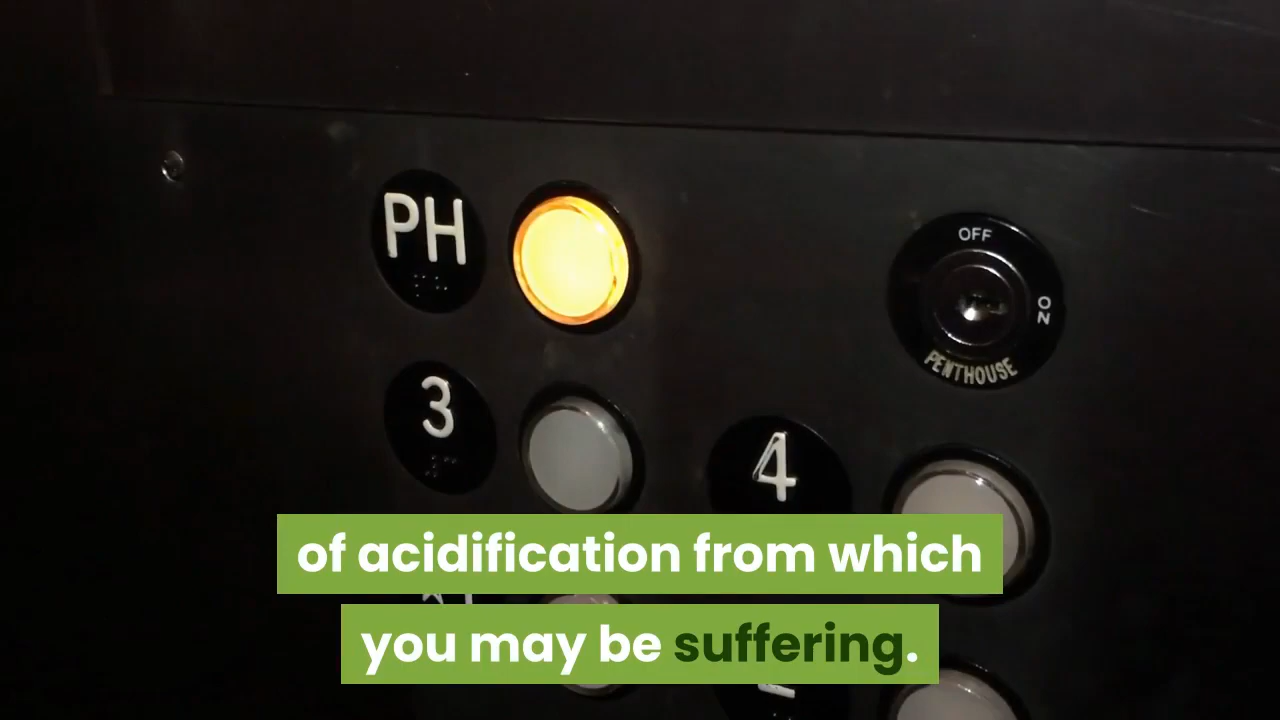 PH
OFF
ON
PENTHOUSE
3
4
of acidification from which
you may be suffering.